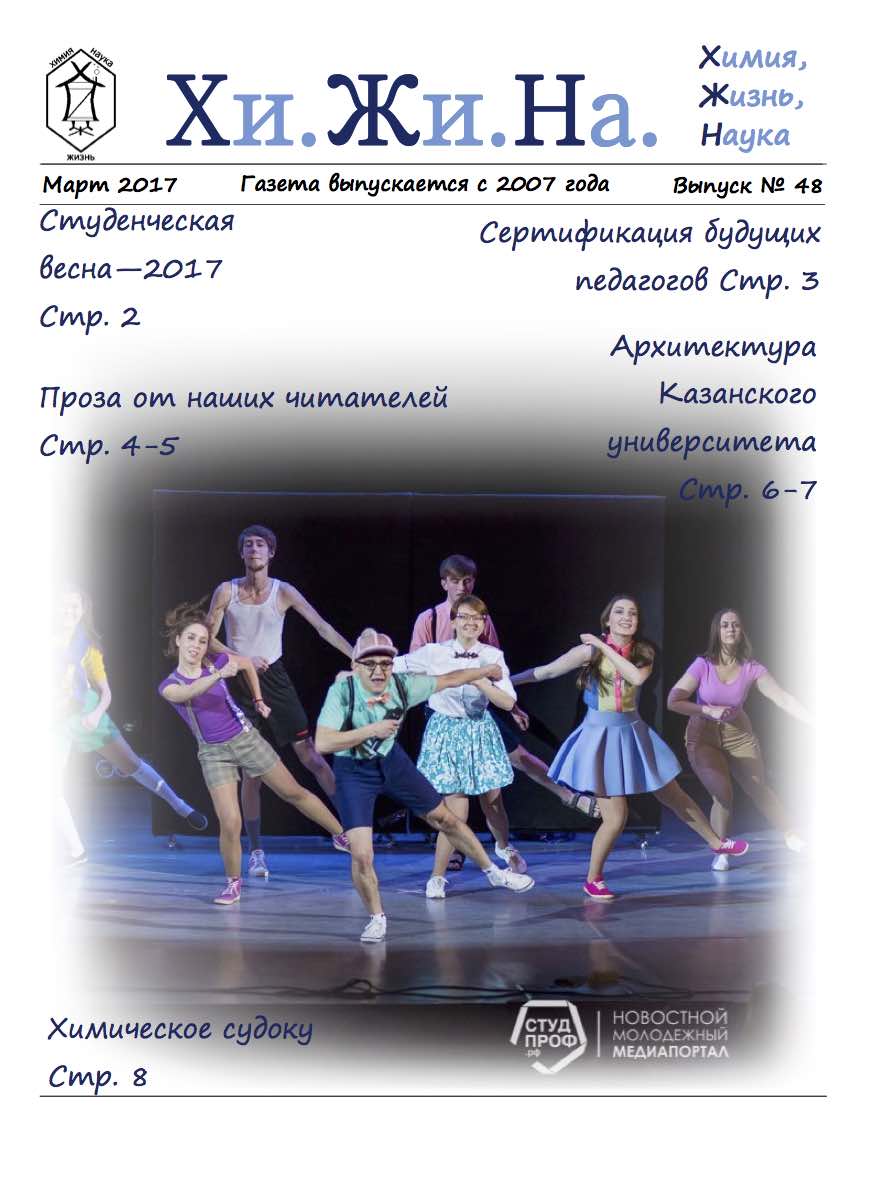 химия наука
жизнь
Хи.Жи.На.
Химия,
Жизнь,
Наука
Март 2017
Газета выпускается с 2007 года
Выпуск № 48
Студенческая
весна—2017
Стр. 2
Сертификация будущих
педагогов Стр. 3
Архитектура
Казанского
университета
Стр. 6-7
Проза от наших читателей
Стр. 4-5
СТУД
ПРОФ
.рф
НОВОСТНОЙ
МОЛОДЕЖНЫЙ
МЕДИАПОРТАЛ
Химическое судоку
Стр. 8